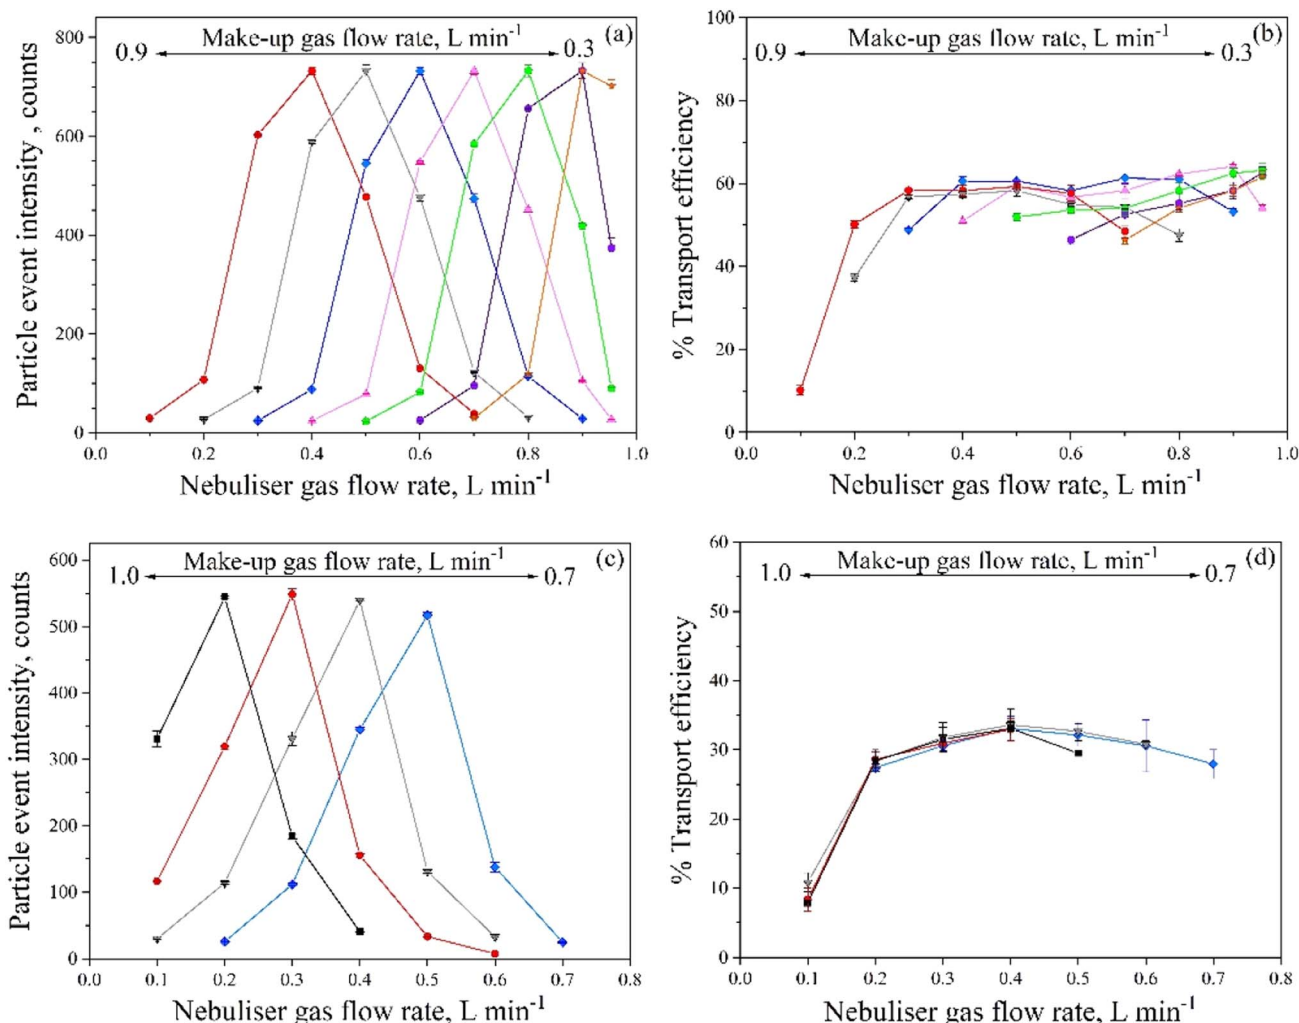 Make-up gas flow rate, L min⁻¹ (a)
0.9 0.3
Particle event intensity , counts
800
600
400
200
0
0.0 0.2 0.4 0.6 0.8 1.0
Nebuliser gas flow rate, L min⁻¹
Make-up gas flow rate, L min⁻¹ (b)
0.9 0.3
% Transport efficiency
100
80
60
40
20
0
0.0 0.2 0.4 0.6 0.8 1.0
Nebuliser gas flow rate, L min⁻¹
Make-up gas flow rate, L min⁻¹ (c)
1.0 0.7
Particle event intensity, counts
600
500
400
300
200
100
0
0.0 0.1 0.2 0.3 0.4 0.5 0.6 0.7 0.8
Nebuliser gas flow rate, L min⁻¹
Make-up gas flow rate, L min⁻¹ (d)
1.0 0.7
% Transport efficiency
60
50
40
30
20
10
0
0.0 0.1 0.2 0.3 0.4 0.5 0.6 0.7 0.8
Nebuliser gas flow rate, L min⁻¹